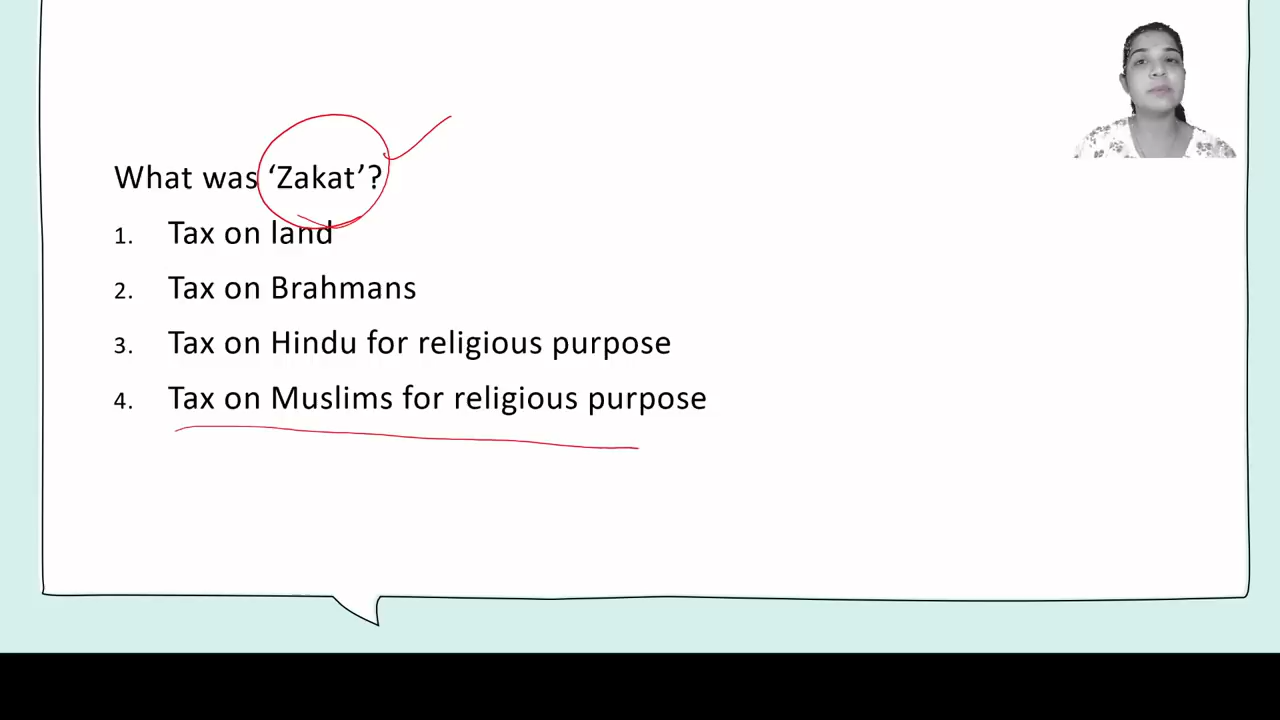 What was ‘Zakat’?
1. Tax on land
2. Tax on Brahmans
3. Tax on Hindu for religious purpose
4. Tax on Muslims for religious purpose